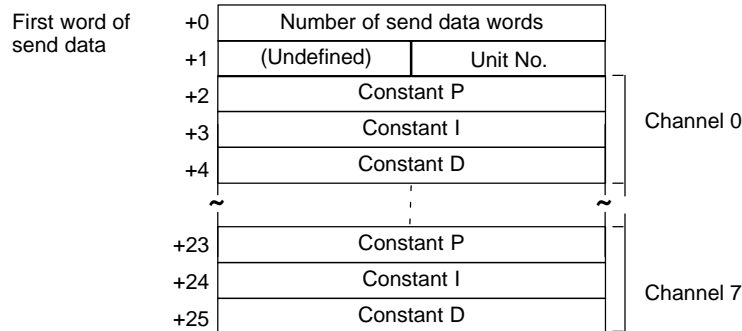 First word of
send data
+0 Number of send data words
+1 (Undefined) Unit No.
+2 Constant P
+3 Constant I
+4 Constant D
Channel 0
~ ~
+23 Constant P
+24 Constant I
+25 Constant D
Channel 7